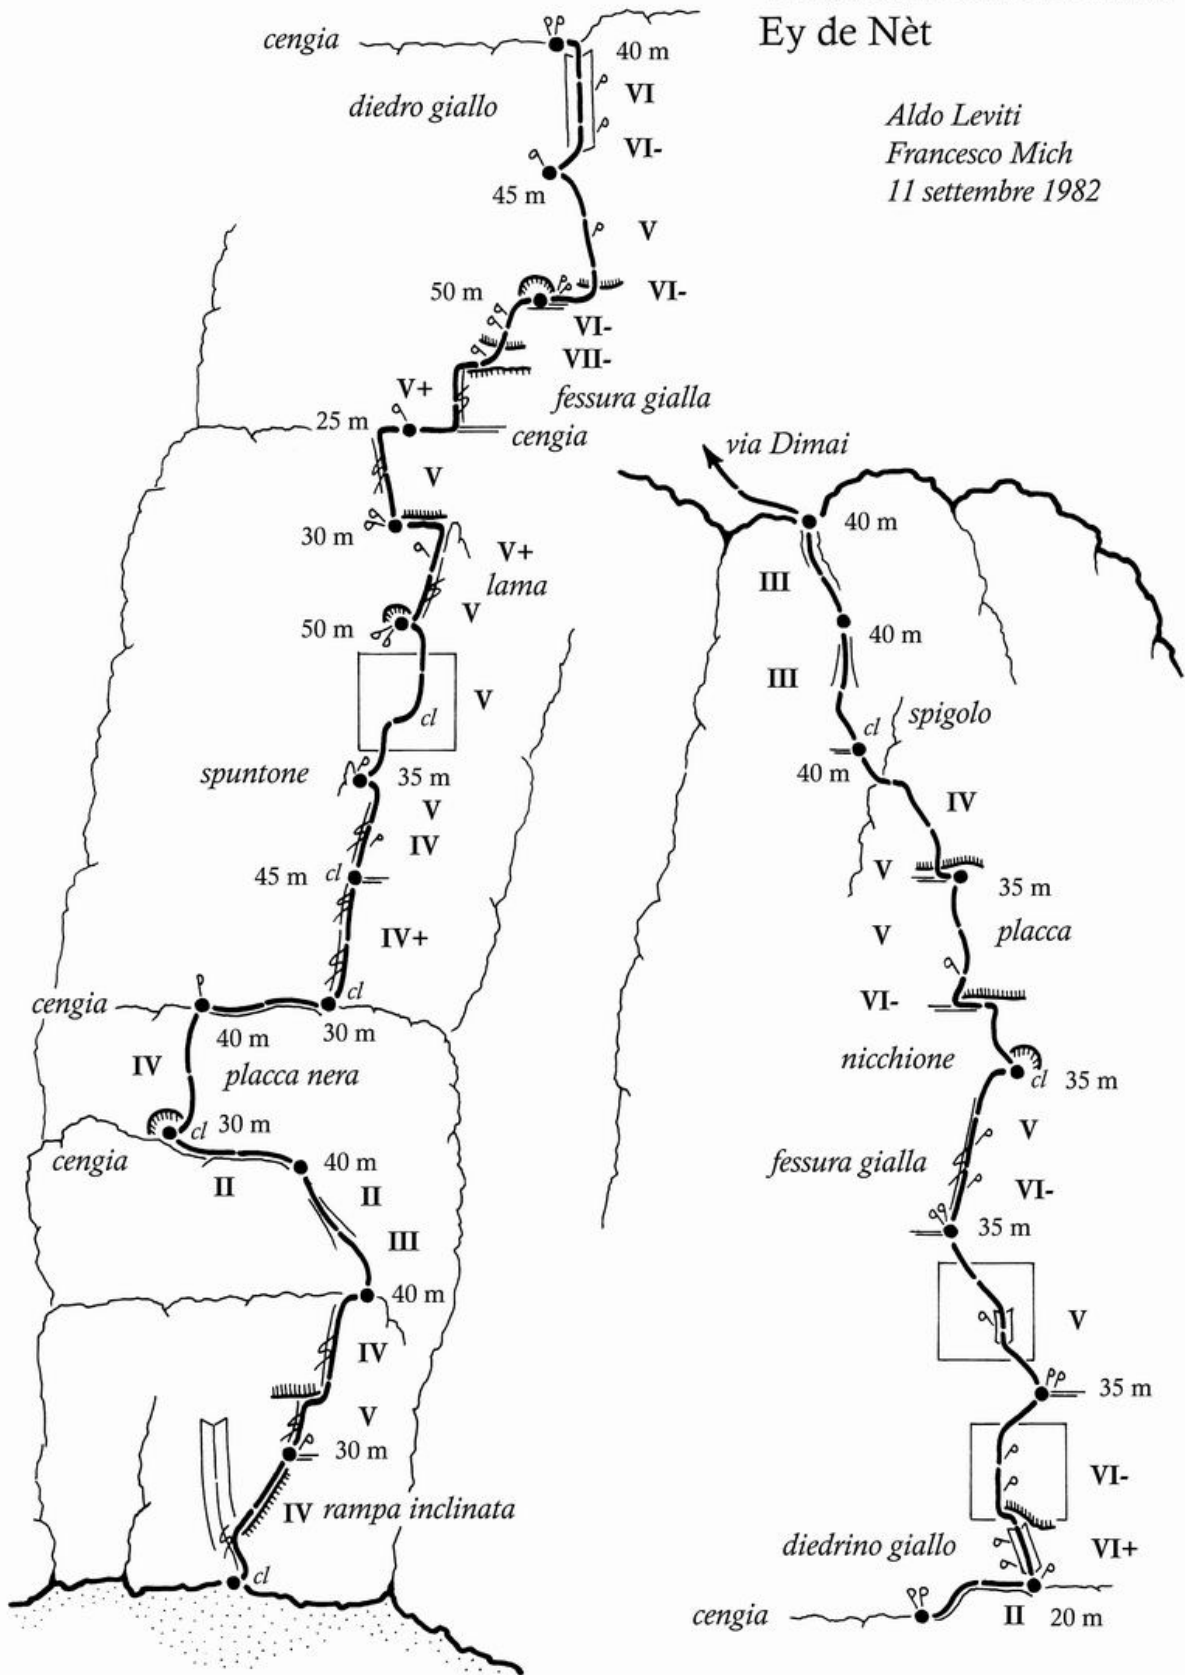 Ey de Nèt
Aldo Leviti
Francesco Mich
11 settembre 1982
cengia
40 m
diedro giallo
VI
VI-
45 m
V
50 m
VI-
VI-
VII-
V+
fessura gialla
25 m
cengia
V
30 m
V+
lama
V
50 m
V
cl
spuntone
35 m
V
IV
45 m
cl
IV+
cl
cengia
40 m
30 m
IV
placca nera
30 m
cl
cengia
40 m
II
II
III
40 m
IV
V
30 m
IV rampa inclinata
cl
via Dimai
40 m
III
40 m
III
spigolo
cl
40 m
IV
V
35 m
V
placca
VI-
nicchione
cl
35 m
V
fessura gialla
VI-
35 m
V
35 m
VI-
diedrino giallo
VI+
cengia
II
20 m